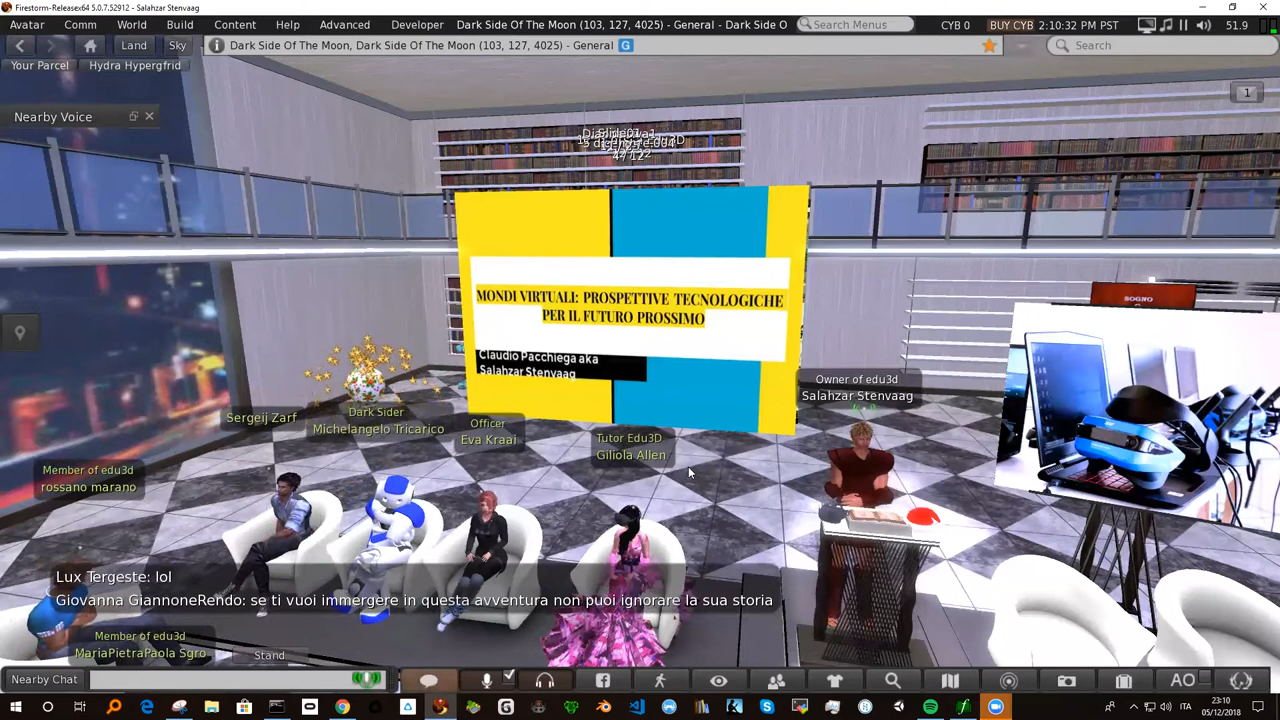 Firestorm-Releasex64 5.0.7.52912 - Salahzar Stenvaag
Avatar Comm World Build Content Help Advanced Developer Dark Side Of The Moon (103, 127, 4025) - General - Dark Side O Search Menus CYB 0 BUY CYB 2:10:32 PM PST 51.9
Land Sky Dark Side Of The Moon, Dark Side Of The Moon (103, 127, 4025) - General G Search
Your Parcel Hydra Hypergfrid
Nearby Voice
1
4 / 122
MONDI VIRTUALI: PROSPETTIVE TECNOLOGICHE
PER IL FUTURO PROSSIMO
Claudio Pacchiega aka
Salahzar Stenvaag
SOGNO
Owner of edu3d
Salahzar Stenvaag
Sergeij Zarf
Dark Sider
Michelangelo Tricarico
Officer
Eva Kraai
Tutor Edu3D
Giliola Allen
Member of edu3d
rossano marano
Lux Tergeste: lol
Giovanna GiannoneRendo: se ti vuoi immergere in questa avventura non puoi ignorare la sua storia
Member of edu3d
MariaPietraPaola Sgro
Stand
Nearby Chat
AO
ITA
23:10
05/12/2018